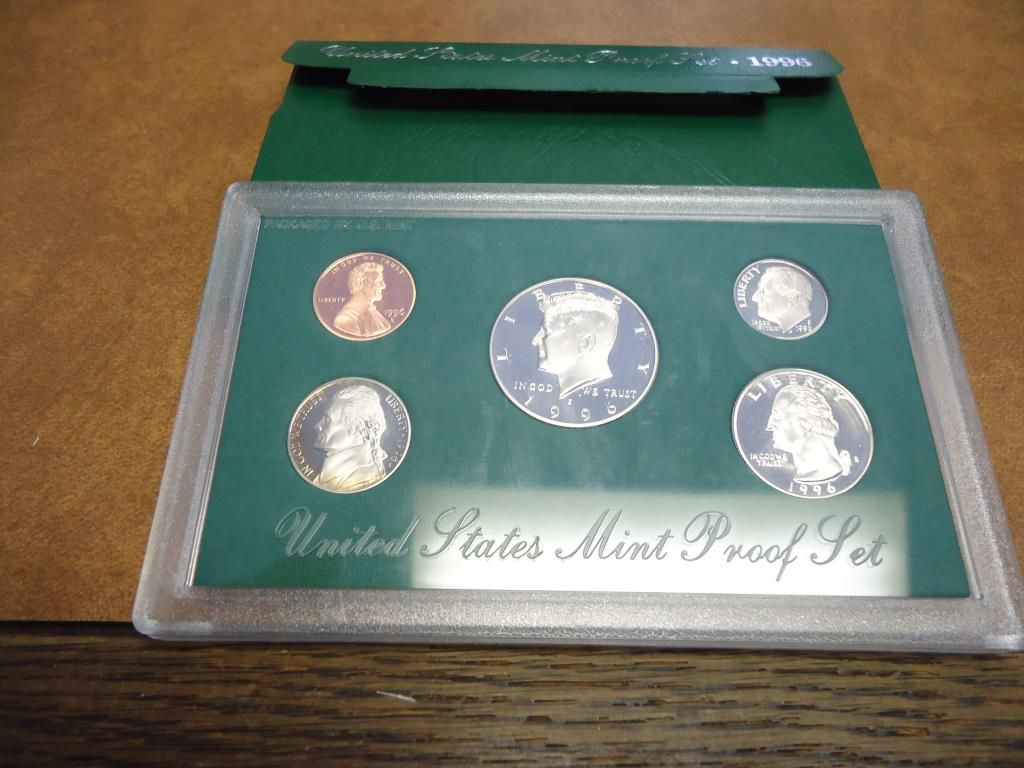 United States Mint Proof Set • 1996
PACKAGED BY U.S. MINT
IN GOD WE TRUST
LIBERTY
1996
S
LIBERTY
IN GOD WE TRUST
S
1996
LIBERTY
IN GOD
WE TRUST
S
1996
IN GOD WE TRUST
LIBERTY • 1996
LIBERTY
IN GOD WE
TRUST
S
1996
United States Mint Proof Set